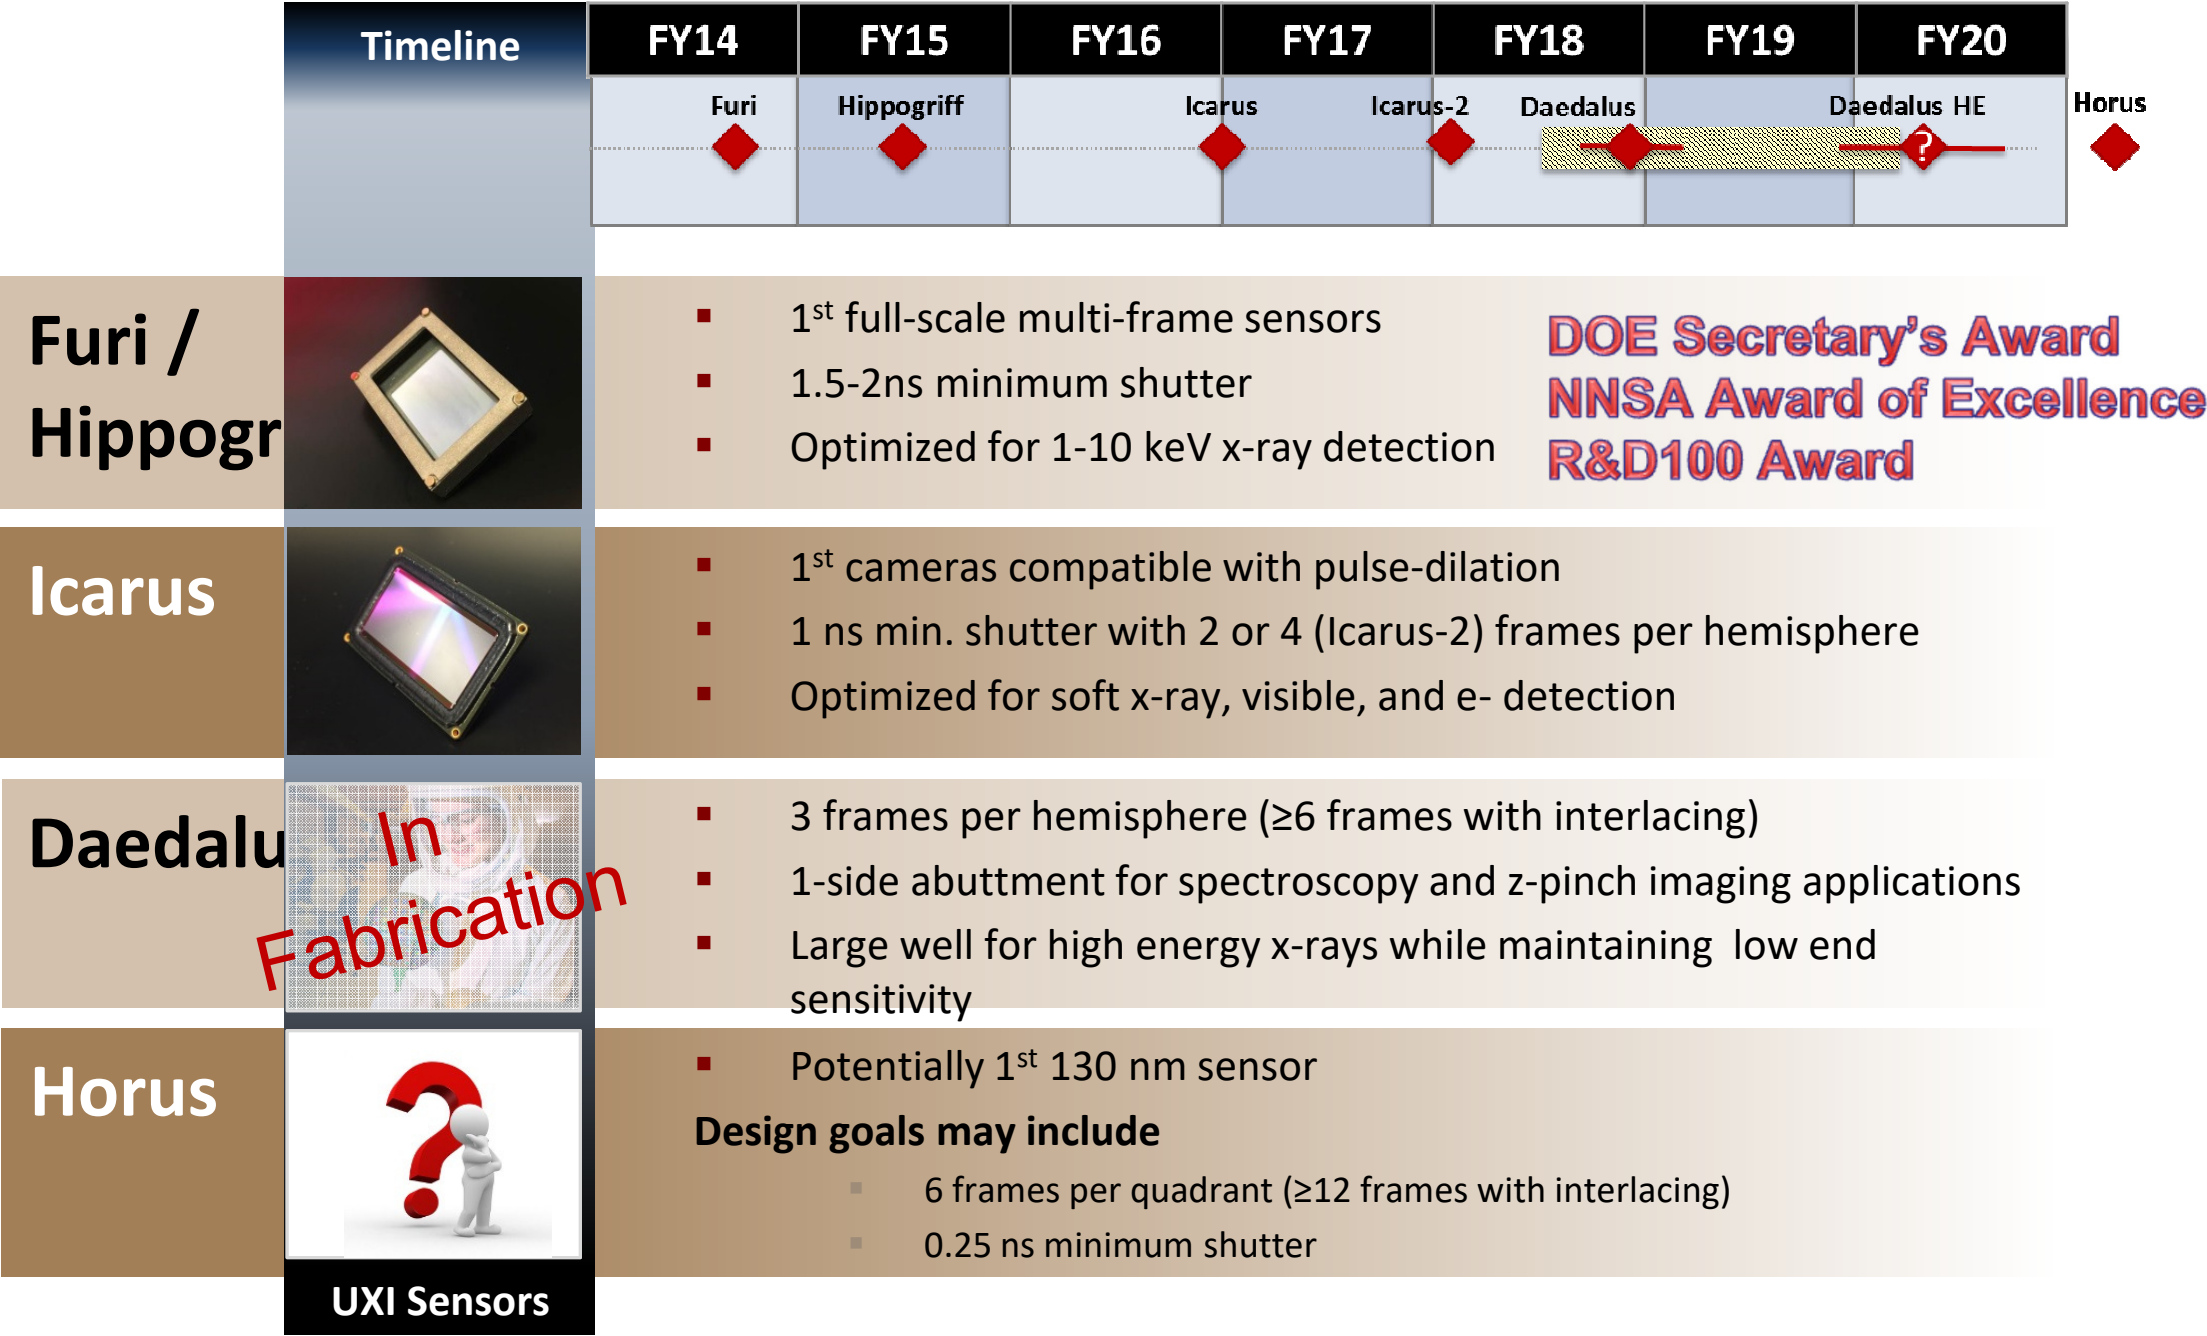 Timeline
FY14
FY15
FY16
FY17
FY18
FY19
FY20
Furi
Hippogriff
Icarus
Icarus-2
Daedalus
Daedalus HE
Horus
?
Furi /
Hippogr
1st full-scale multi-frame sensors
1.5-2ns minimum shutter
Optimized for 1-10 keV x-ray detection
DOE Secretary’s Award
NNSA Award of Excellence
R&D100 Award
Icarus
1st cameras compatible with pulse-dilation
1 ns min. shutter with 2 or 4 (Icarus-2) frames per hemisphere
Optimized for soft x-ray, visible, and e- detection
Daedalu
In
Fabrication
3 frames per hemisphere (≥6 frames with interlacing)
1-side abuttment for spectroscopy and z-pinch imaging applications
Large well for high energy x-rays while maintaining low end
sensitivity
Horus
Potentially 1st 130 nm sensor
Design goals may include
6 frames per quadrant (≥12 frames with interlacing)
0.25 ns minimum shutter
UXI Sensors